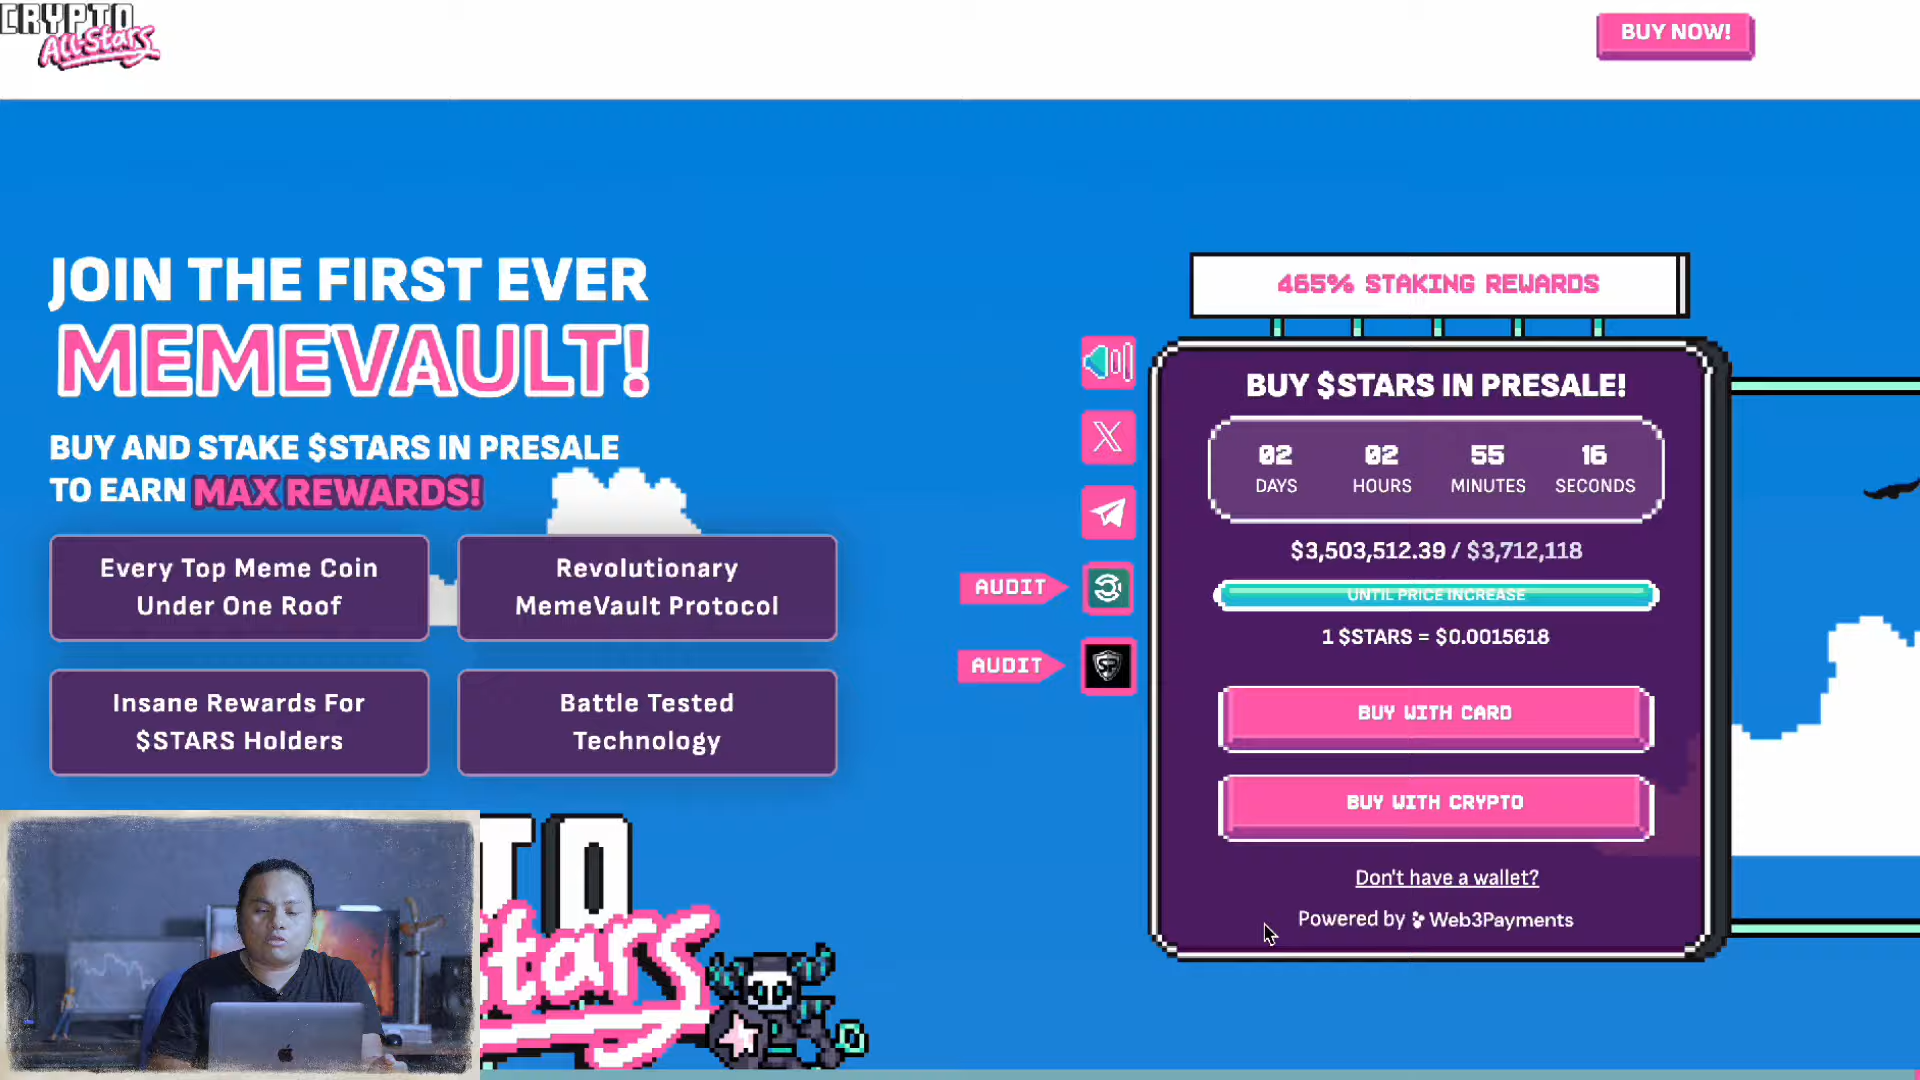 CRYPTO
All-Stars
BUY NOW!
JOIN THE FIRST EVER
MEMEVAULT!
BUY AND STAKE $STARS IN PRESALE
TO EARN MAX REWARDS!
Every Top Meme Coin
Under One Roof
Revolutionary
MemeVault Protocol
Insane Rewards For
$STARS Holders
Battle Tested
Technology
TO
Stars
AUDIT
AUDIT
465% STAKING REWARDS
BUY $STARS IN PRESALE!
02 02 55 16
DAYS HOURS MINUTES SECONDS
$3,503,512.39 / $3,712,118
UNTIL PRICE INCREASE
1 $STARS = $0.0015618
BUY WITH CARD
BUY WITH CRYPTO
Don't have a wallet?
Powered by Web3Payments